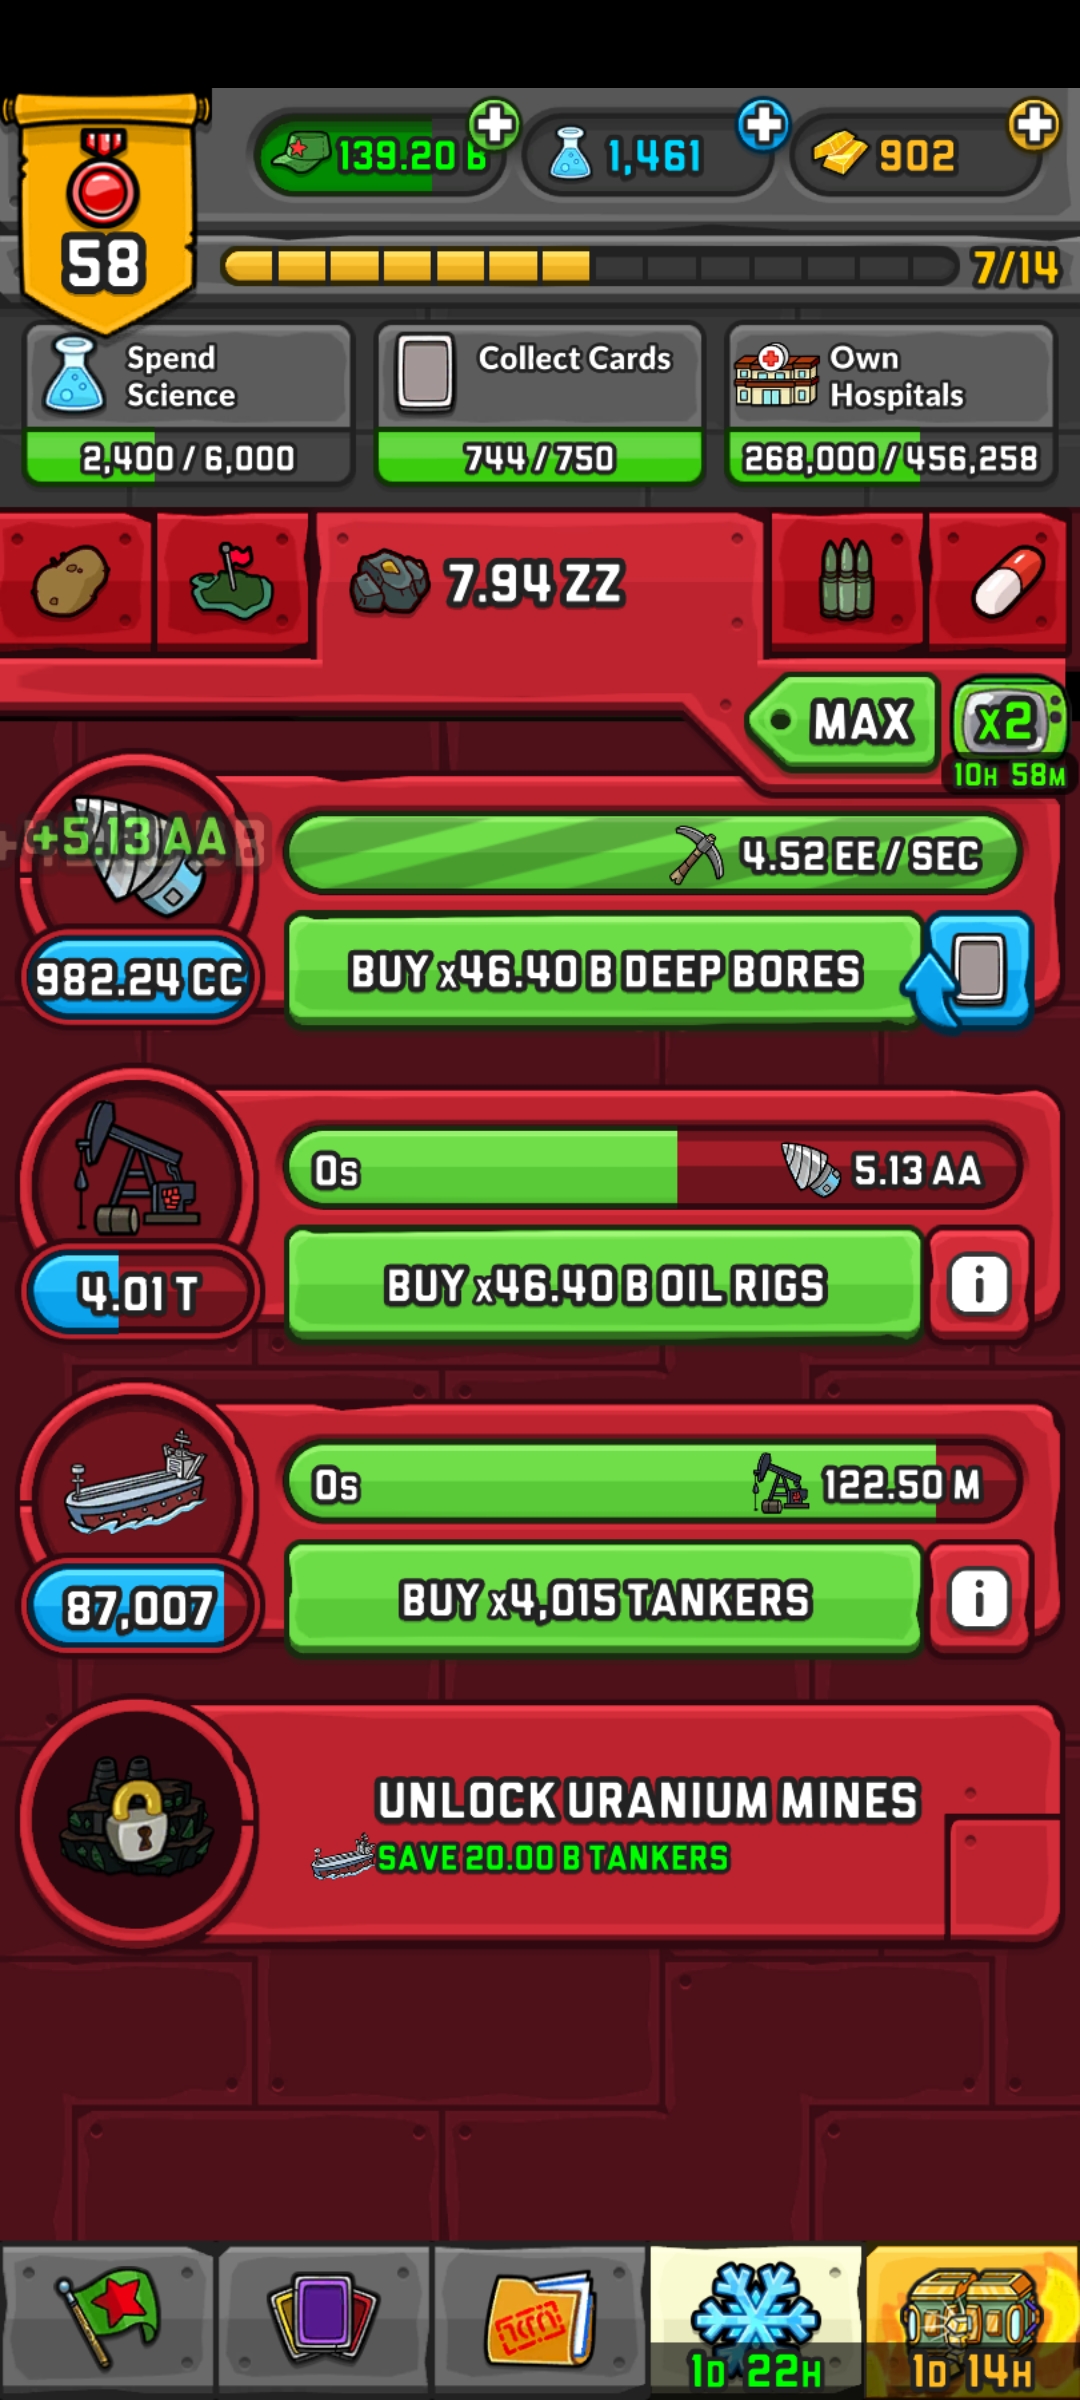 139.20 B
1,461
902
58
7/14
Spend
Science
2,400 / 6,000
Collect Cards
744 / 750
Own
Hospitals
268,000 / 456,258
7.94 ZZ
MAX
x2
10H 58M
+5.13 AA
4.52 EE / SEC
982.24 CC
BUY x46.40 B DEEP BORES
0s
5.13 AA
4.01 T
BUY x46.40 B OIL RIGS
i
0s
122.50 M
87,007
BUY x4,015 TANKERS
i
UNLOCK URANIUM MINES
SAVE 20.00 B TANKERS
1D 22H
1D 14H